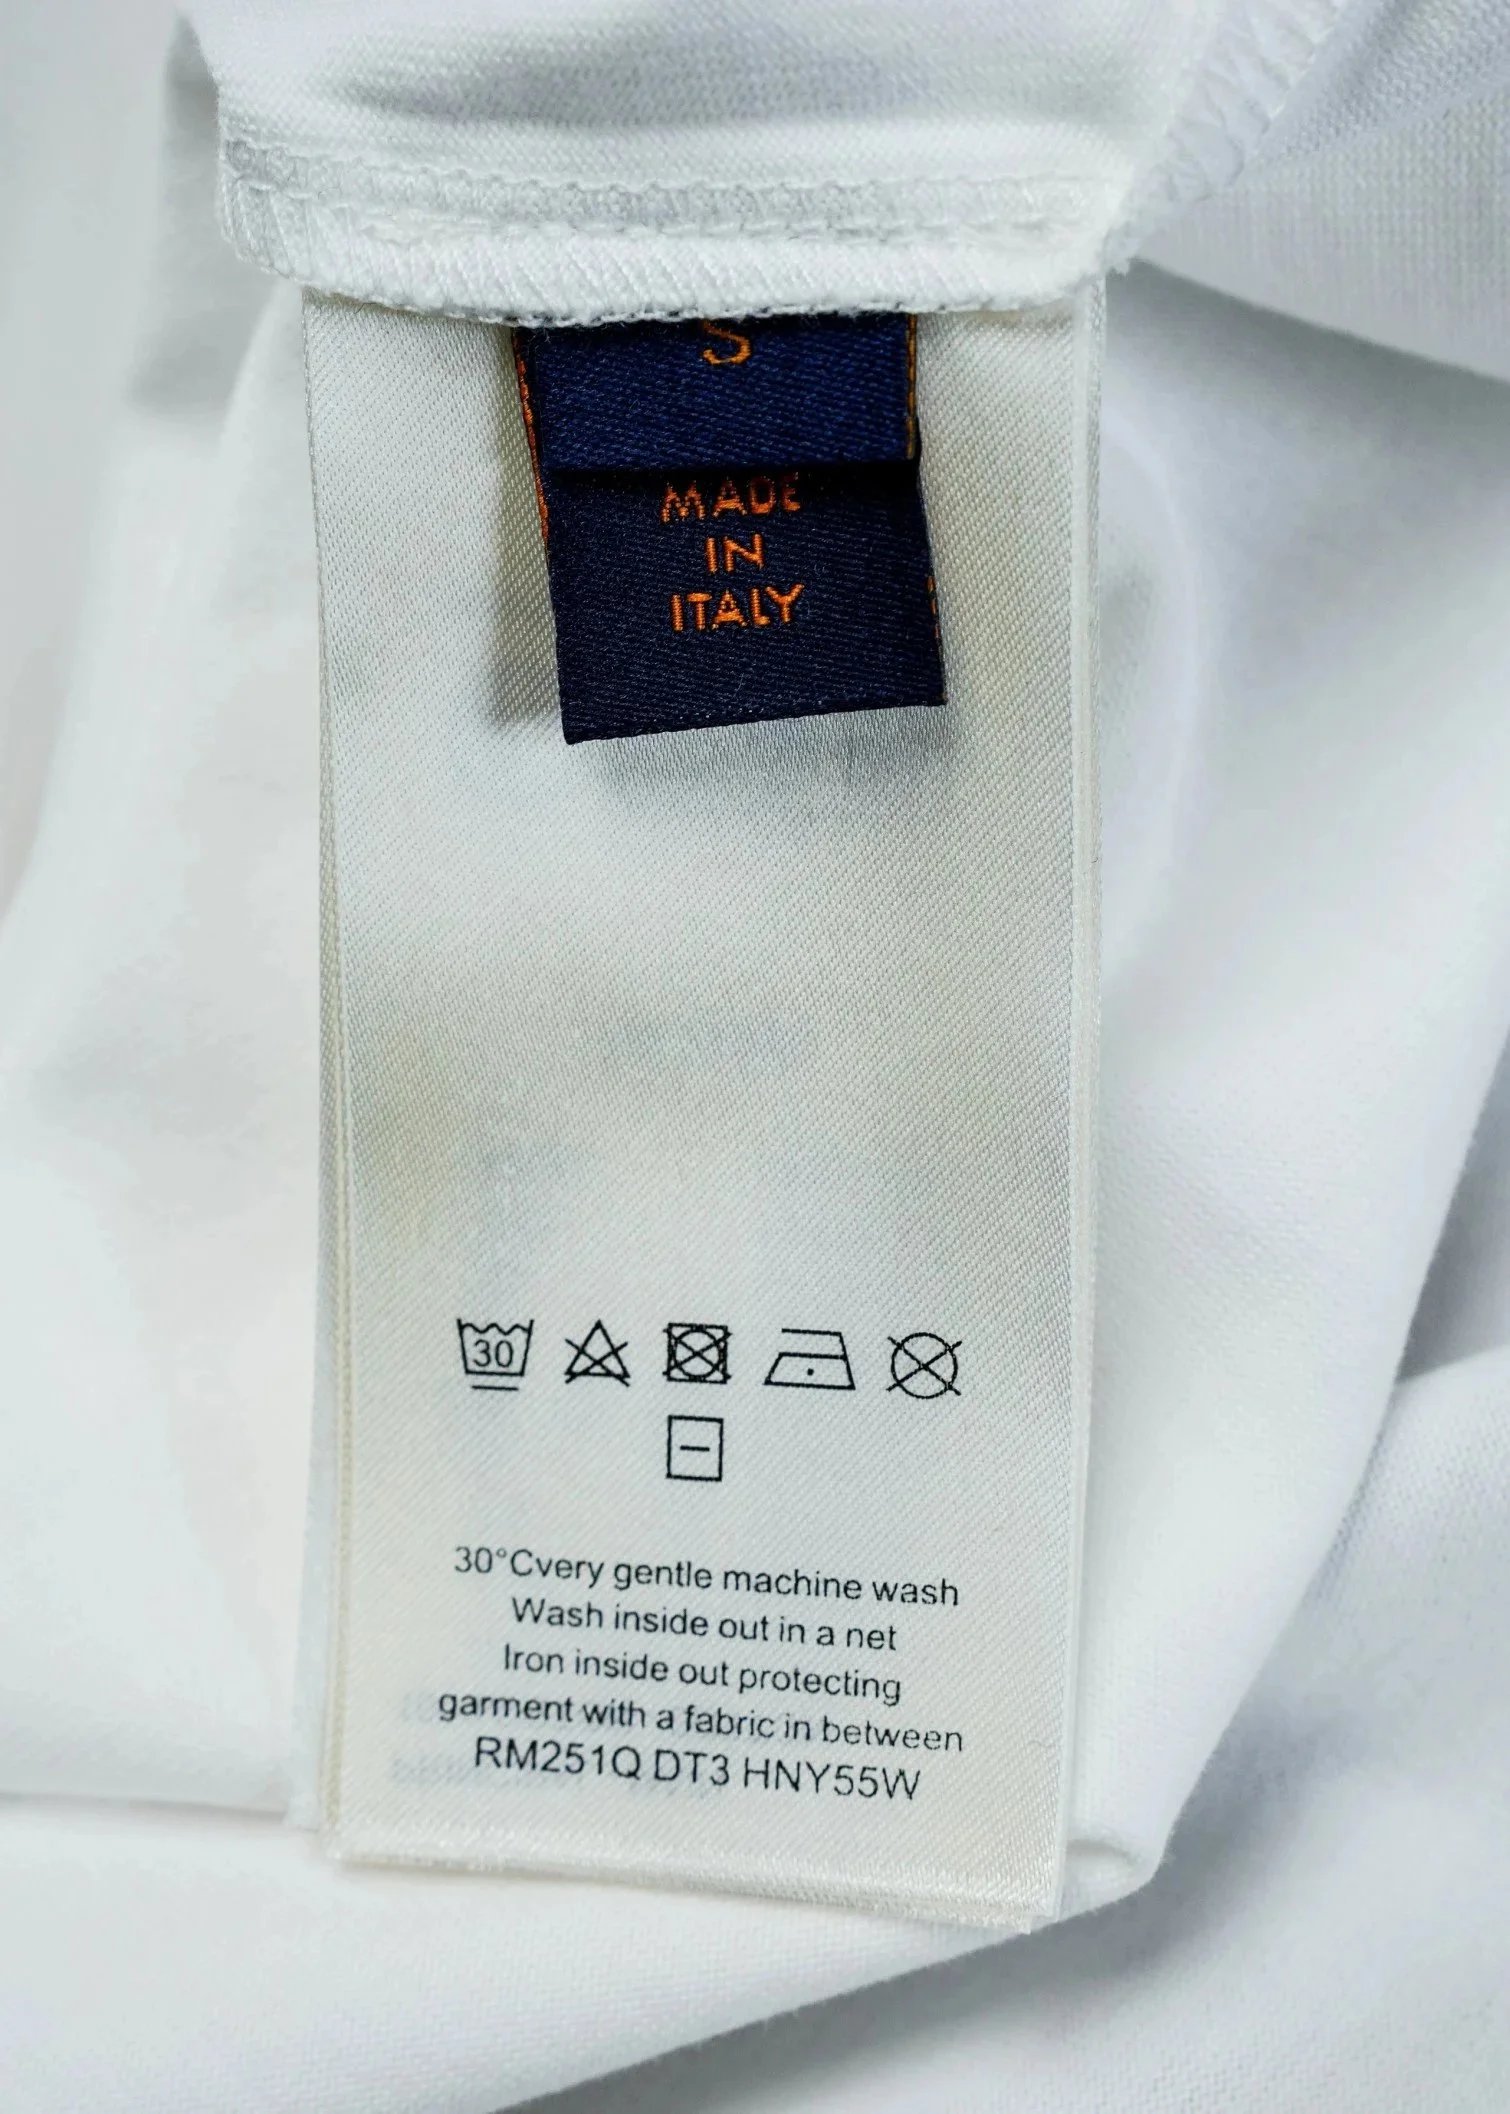 S
MADE
IN
ITALY
30
30°Cvery gentle machine wash
Wash inside out in a net
Iron inside out protecting
garment with a fabric in between
RM251Q DT3 HNY55W